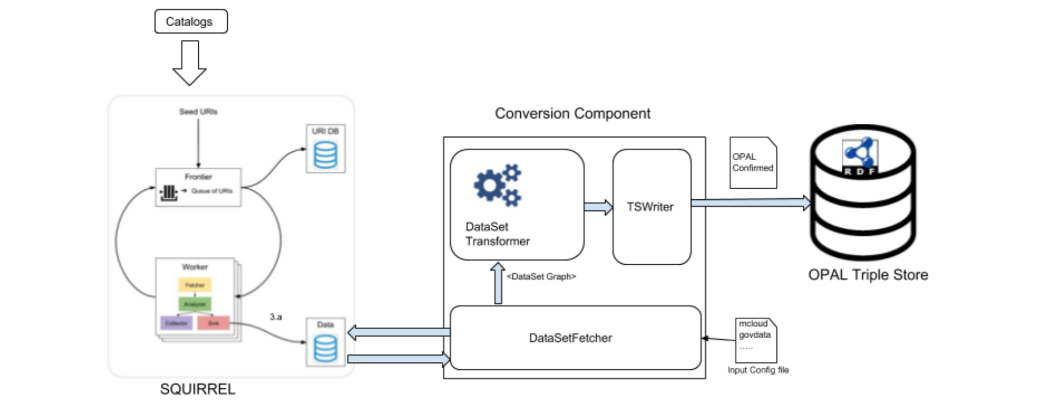 Catalogs
Seed URIs
URI DB
Frontier
Queue of URIs
Worker
Fetcher
Analyzer
Collector
Sink
3.a
Data
SQUIRREL
Conversion Component
DataSet
Transformer
TSWriter
<DataSet Graph>
DataSetFetcher
OPAL
Confirmed
RDF
OPAL Triple Store
mcloud
govdata
.....
Input Config file